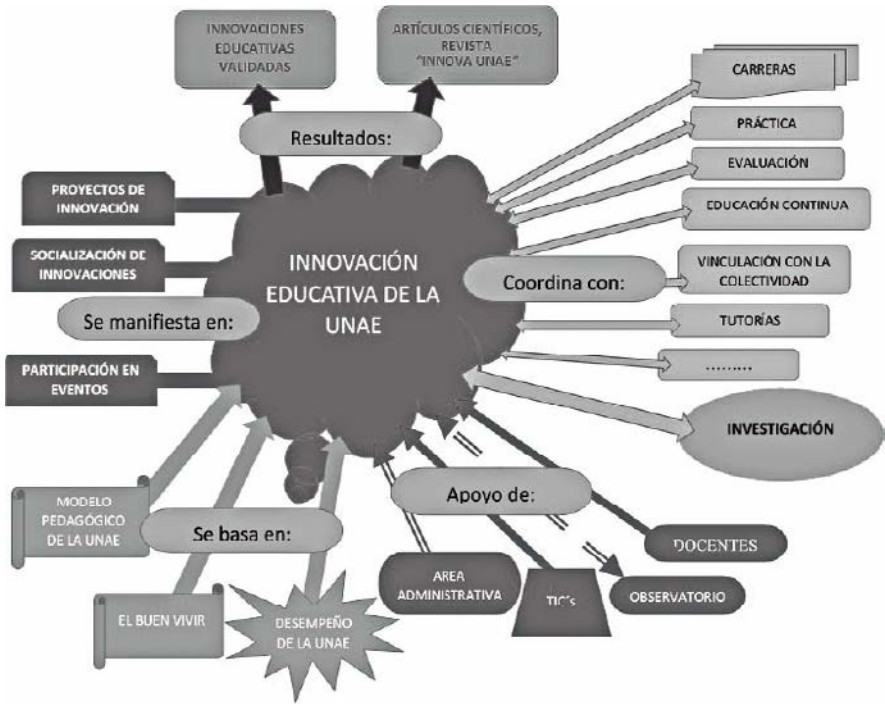 INNOVACIONES
EDUCATIVAS
VALIDADAS
ARTÍCULOS CIENTÍFICOS,
REVISTA
"INNOVA UNAE"
Resultados:
CARRERAS
PRÁCTICA
EVALUACIÓN
EDUCACIÓN CONTINUA
Coordina con:
VINCULACIÓN CON LA
COLECTIVIDAD
TUTORÍAS
.........
INVESTIGACIÓN
PROYECTOS DE
INNOVACIÓN
SOCIALIZACIÓN DE
INNOVACIONES
Se manifiesta en:
PARTICIPACIÓN EN
EVENTOS
INNOVACIÓN
EDUCATIVA DE LA
UNAE
MODELO
PEDAGÓGICO
DE LA UNAE
Se basa en:
EL BUEN VIVIR
DESEMPEÑO
DE LA UNAE
Apoyo de:
AREA
ADMINISTRATIVA
TIC´s
OBSERVATORIO
DOCENTES